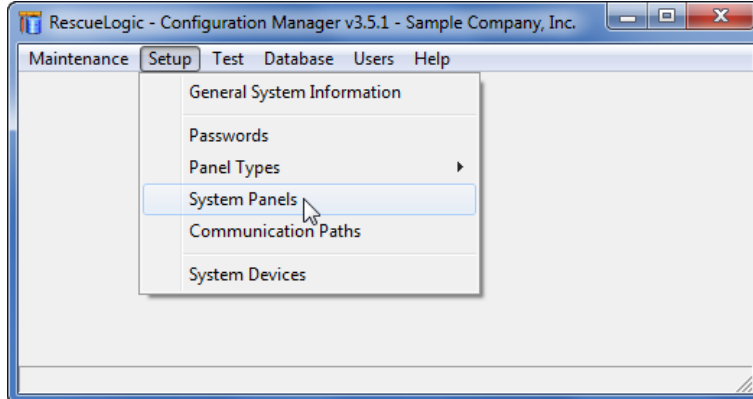 RescueLogic - Configuration Manager v3.5.1 - Sample Company, Inc.
Maintenance Setup Test Database Users Help
General System Information
Passwords
Panel Types
System Panels
Communication Paths
System Devices